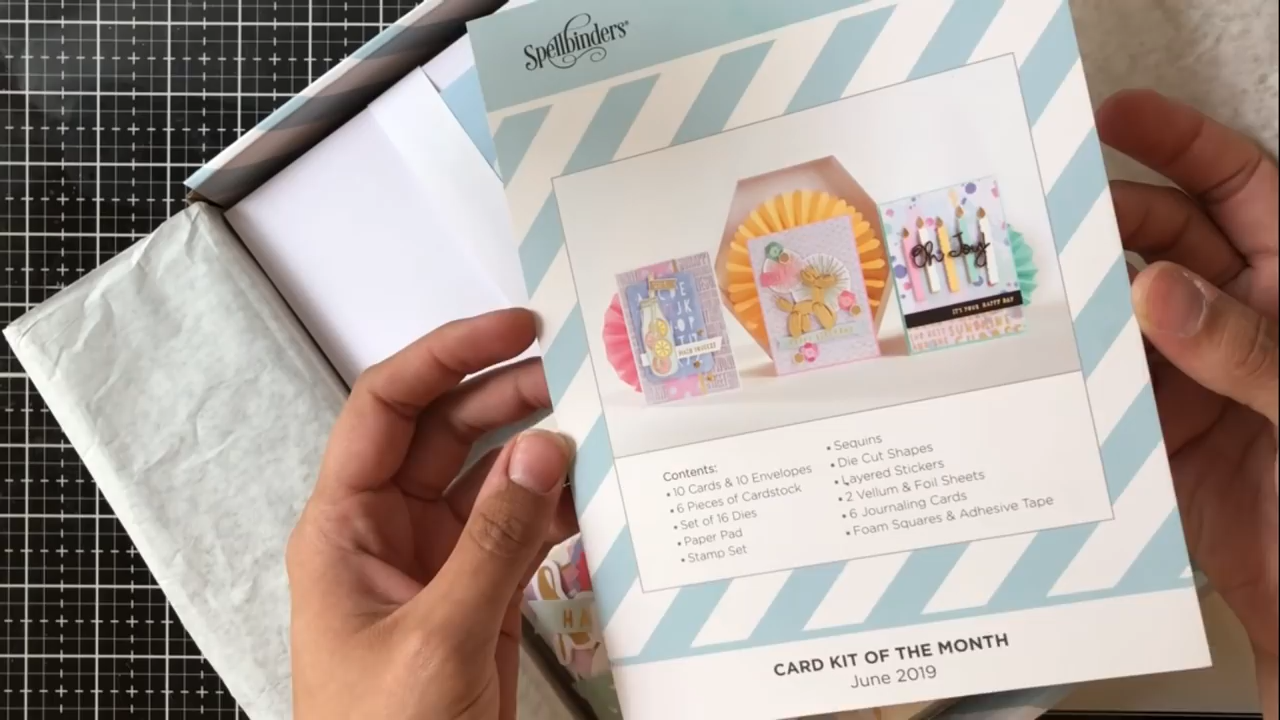 Spellbinders®
Oh Joy
IT'S YOUR HAPPY DAY
SUNSHINE
Contents:
• 10 Cards & 10 Envelopes
• 6 Pieces of Cardstock
• Set of 16 Dies
• Paper Pad
• Stamp Set
• Sequins
• Die Cut Shapes
• Layered Stickers
• 2 Vellum & Foil Sheets
• 6 Journaling Cards
• Foam Squares & Adhesive Tape
HA
CARD KIT OF THE MONTH
June 2019